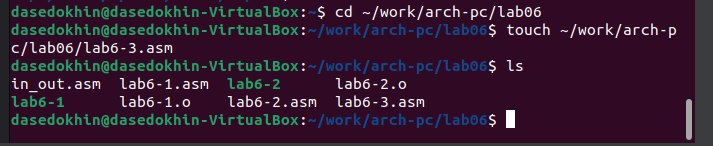 dasedokhin@dasedokhin-VirtualBox:~$ cd ~/work/arch-pc/lab06
dasedokhin@dasedokhin-VirtualBox:~/work/arch-pc/lab06$ touch ~/work/arch-p
c/lab06/lab6-3.asm
dasedokhin@dasedokhin-VirtualBox:~/work/arch-pc/lab06$ ls
in_out.asm  lab6-1.asm  lab6-2      lab6-2.o
lab6-1      lab6-1.o    lab6-2.asm  lab6-3.asm
dasedokhin@dasedokhin-VirtualBox:~/work/arch-pc/lab06$